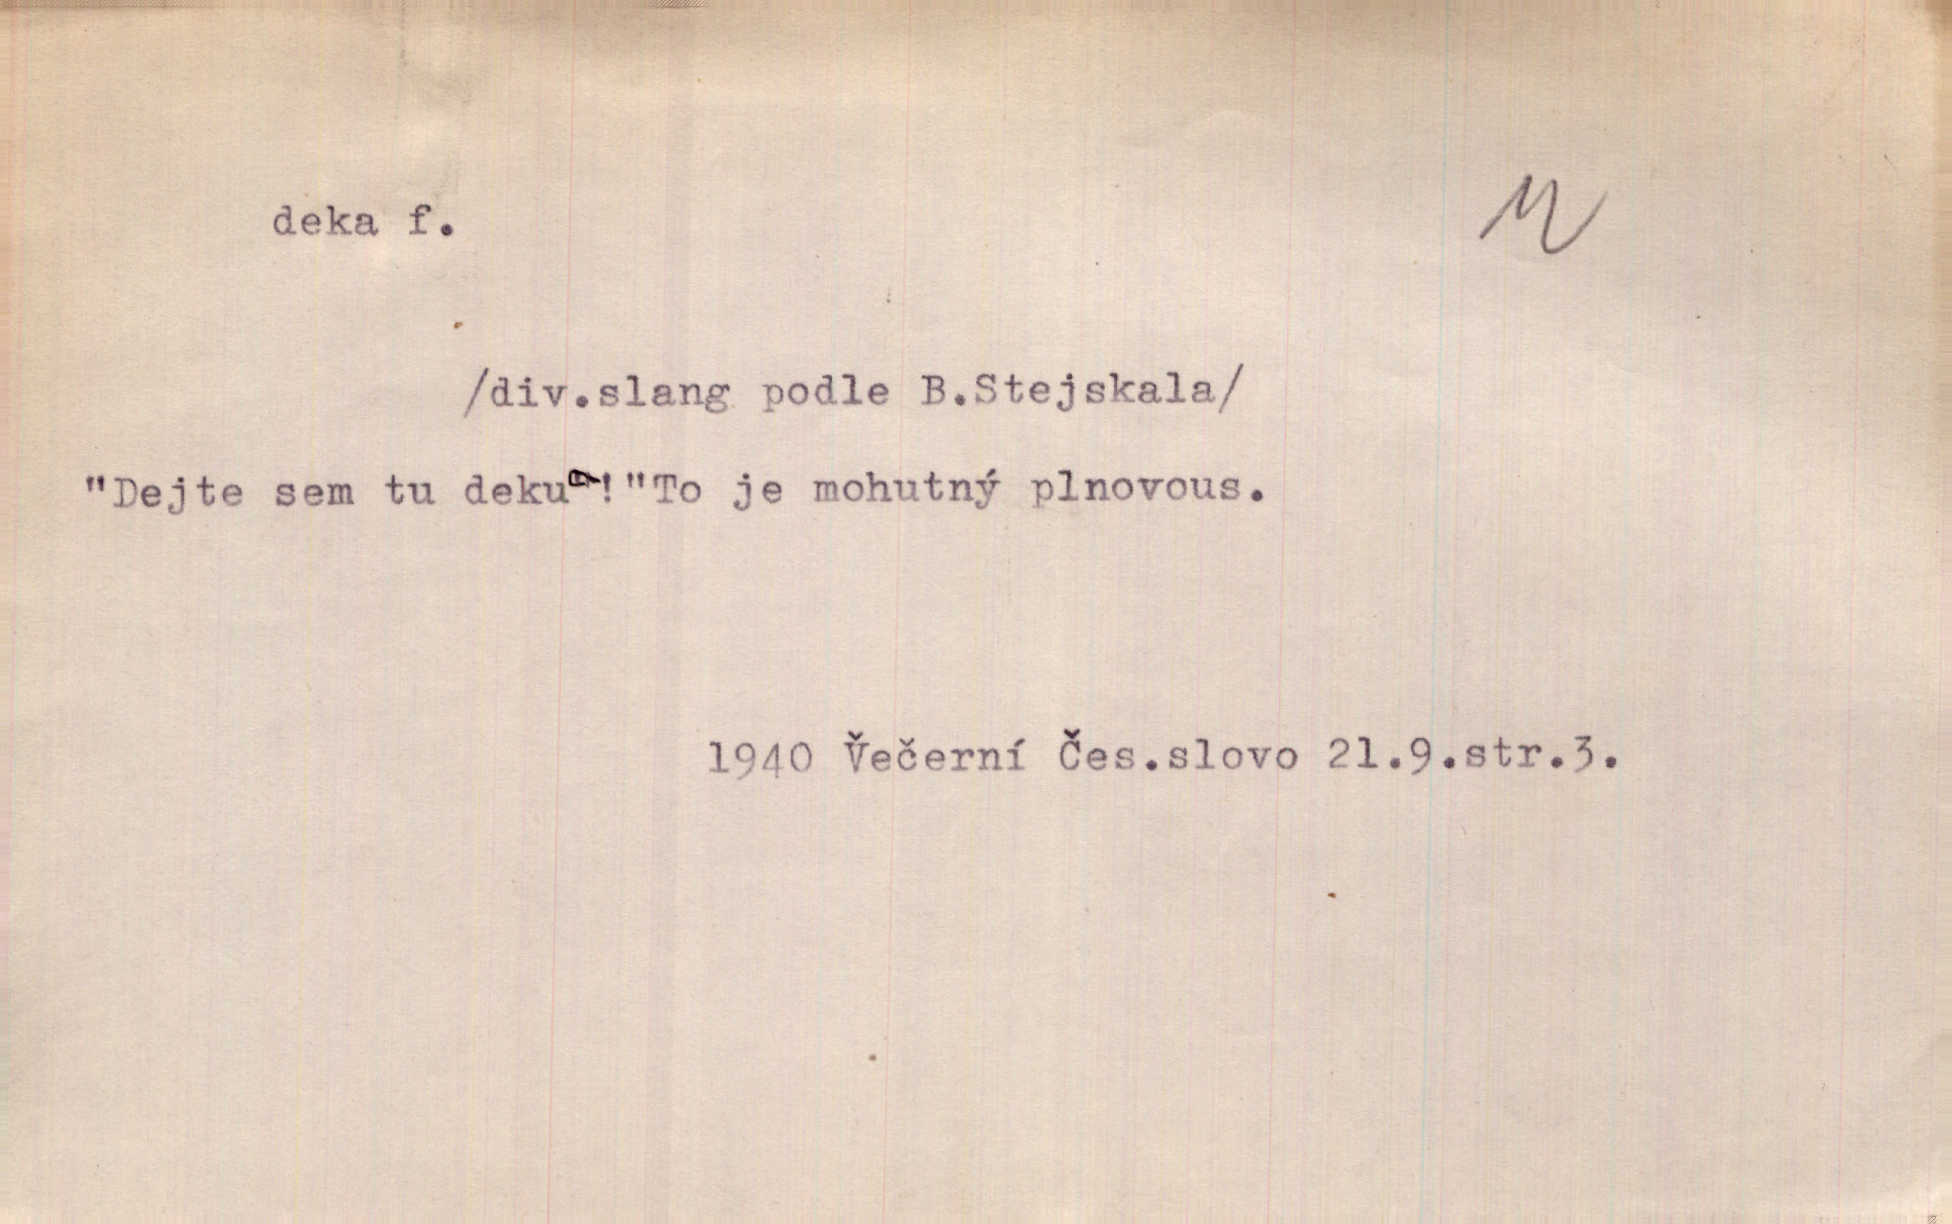 deka f.
/div.slang podle B.Stejskala/
"Dejte sem tu deku!"To je mohutný plnovous.
1940 Večerní Čes.slovo 21.9.str.3.